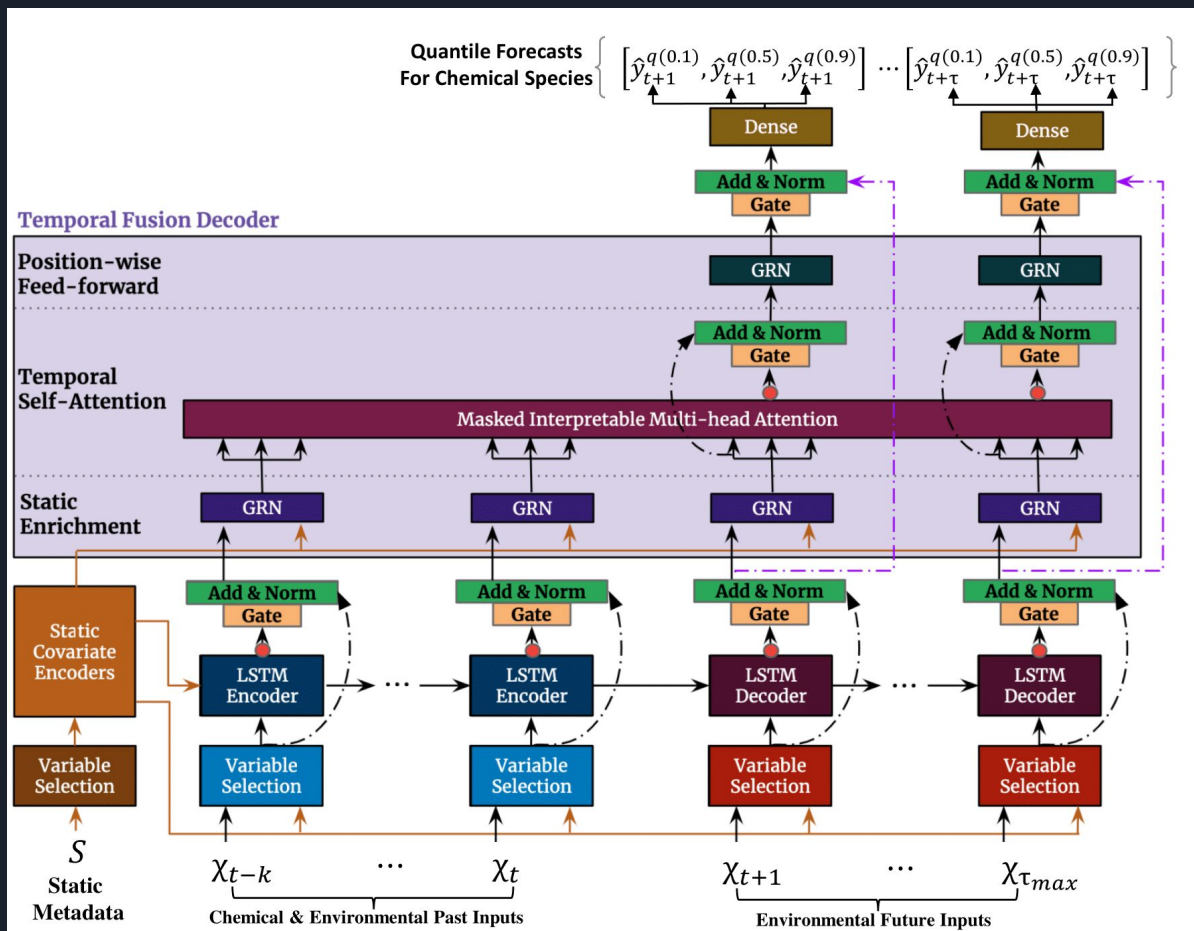 Quantile Forecasts
For Chemical Species
[ŷ_{t+1}^{q(0.1)}, ŷ_{t+1}^{q(0.5)}, ŷ_{t+1}^{q(0.9)}] ⋯ [ŷ_{t+τ}^{q(0.1)}, ŷ_{t+τ}^{q(0.5)}, ŷ_{t+τ}^{q(0.9)}]
Dense
Dense
Add & Norm
Add & Norm
Gate
Gate
Temporal Fusion Decoder
Position-wise
Feed-forward
GRN
GRN
Add & Norm
Add & Norm
Gate
Gate
Temporal
Self-Attention
Masked Interpretable Multi-head Attention
Static
Enrichment
GRN
GRN
GRN
GRN
Add & Norm
Add & Norm
Add & Norm
Add & Norm
Gate
Gate
Gate
Gate
Static
Covariate
Encoders
LSTM
Encoder
...
LSTM
Encoder
LSTM
Decoder
...
LSTM
Decoder
Variable
Selection
Variable
Selection
Variable
Selection
Variable
Selection
Variable
Selection
S
Static
Metadata
χ_{t−k} ⋯ χ_t
χ_{t+1} ⋯ χ_{τ_{max}}
Chemical & Environmental Past Inputs
Environmental Future Inputs